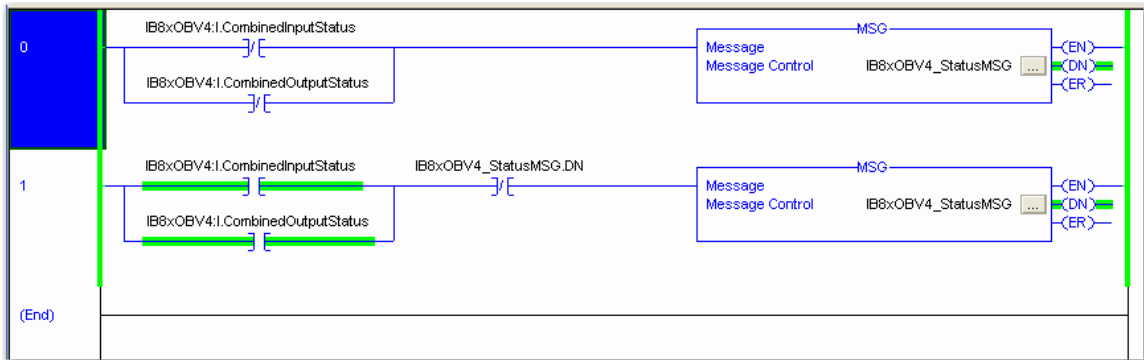 IB8xOBV4:I.CombinedInputStatus
MSG
0
Message
EN
Message Control IB8xOBV4_StatusMSG ...
DN
IB8xOBV4:I.CombinedOutputStatus
ER
IB8xOBV4:I.CombinedInputStatus IB8xOBV4_StatusMSG.DN
MSG
1
Message
EN
Message Control IB8xOBV4_StatusMSG ...
DN
IB8xOBV4:I.CombinedOutputStatus
ER
(End)